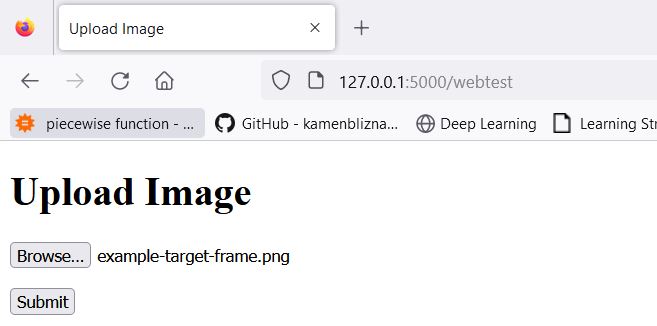 Upload Image
127.0.0.1:5000/webtest
piecewise function - ... GitHub - kamenblizna... Deep Learning Learning Str
Upload Image
Browse... example-target-frame.png
Submit